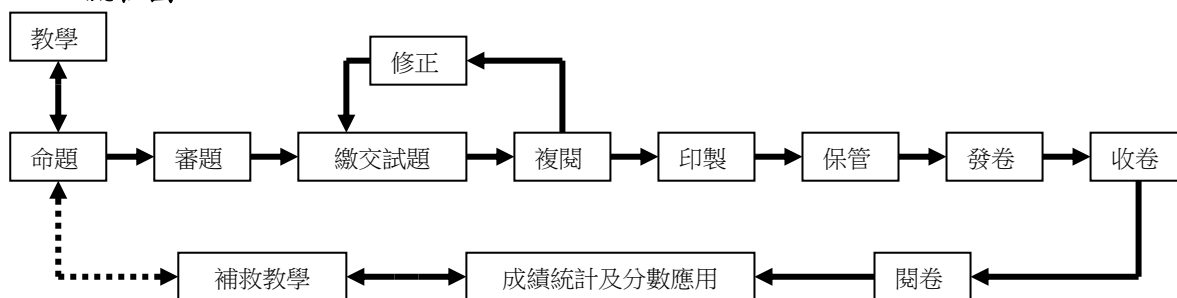 教學
修正
命題
審題
繳交試題
複閱
印製
保管
發卷
收卷
補救教學
成績統計及分數應用
閱卷